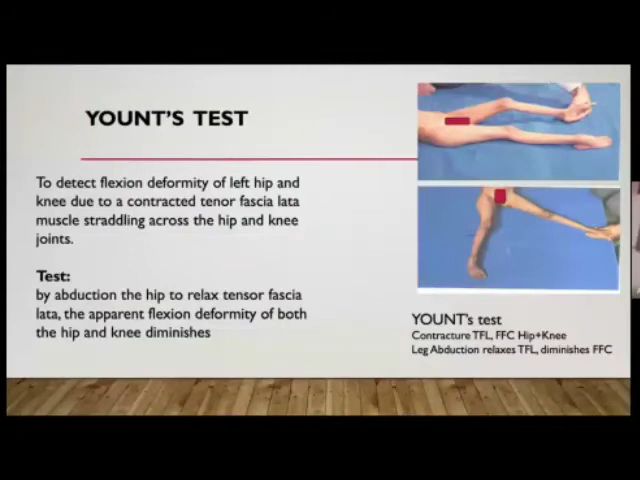 YOUNT'S TEST
To detect flexion deformity of left hip and
knee due to a contracted tenor fascia lata
muscle straddling across the hip and knee
joints.
Test:
by abduction the hip to relax tensor fascia
lata, the apparent flexion deformity of both
the hip and knee diminishes
YOUNT's test
Contracture TFL, FFC Hip+Knee
Leg Abduction relaxes TFL, diminishes FFC